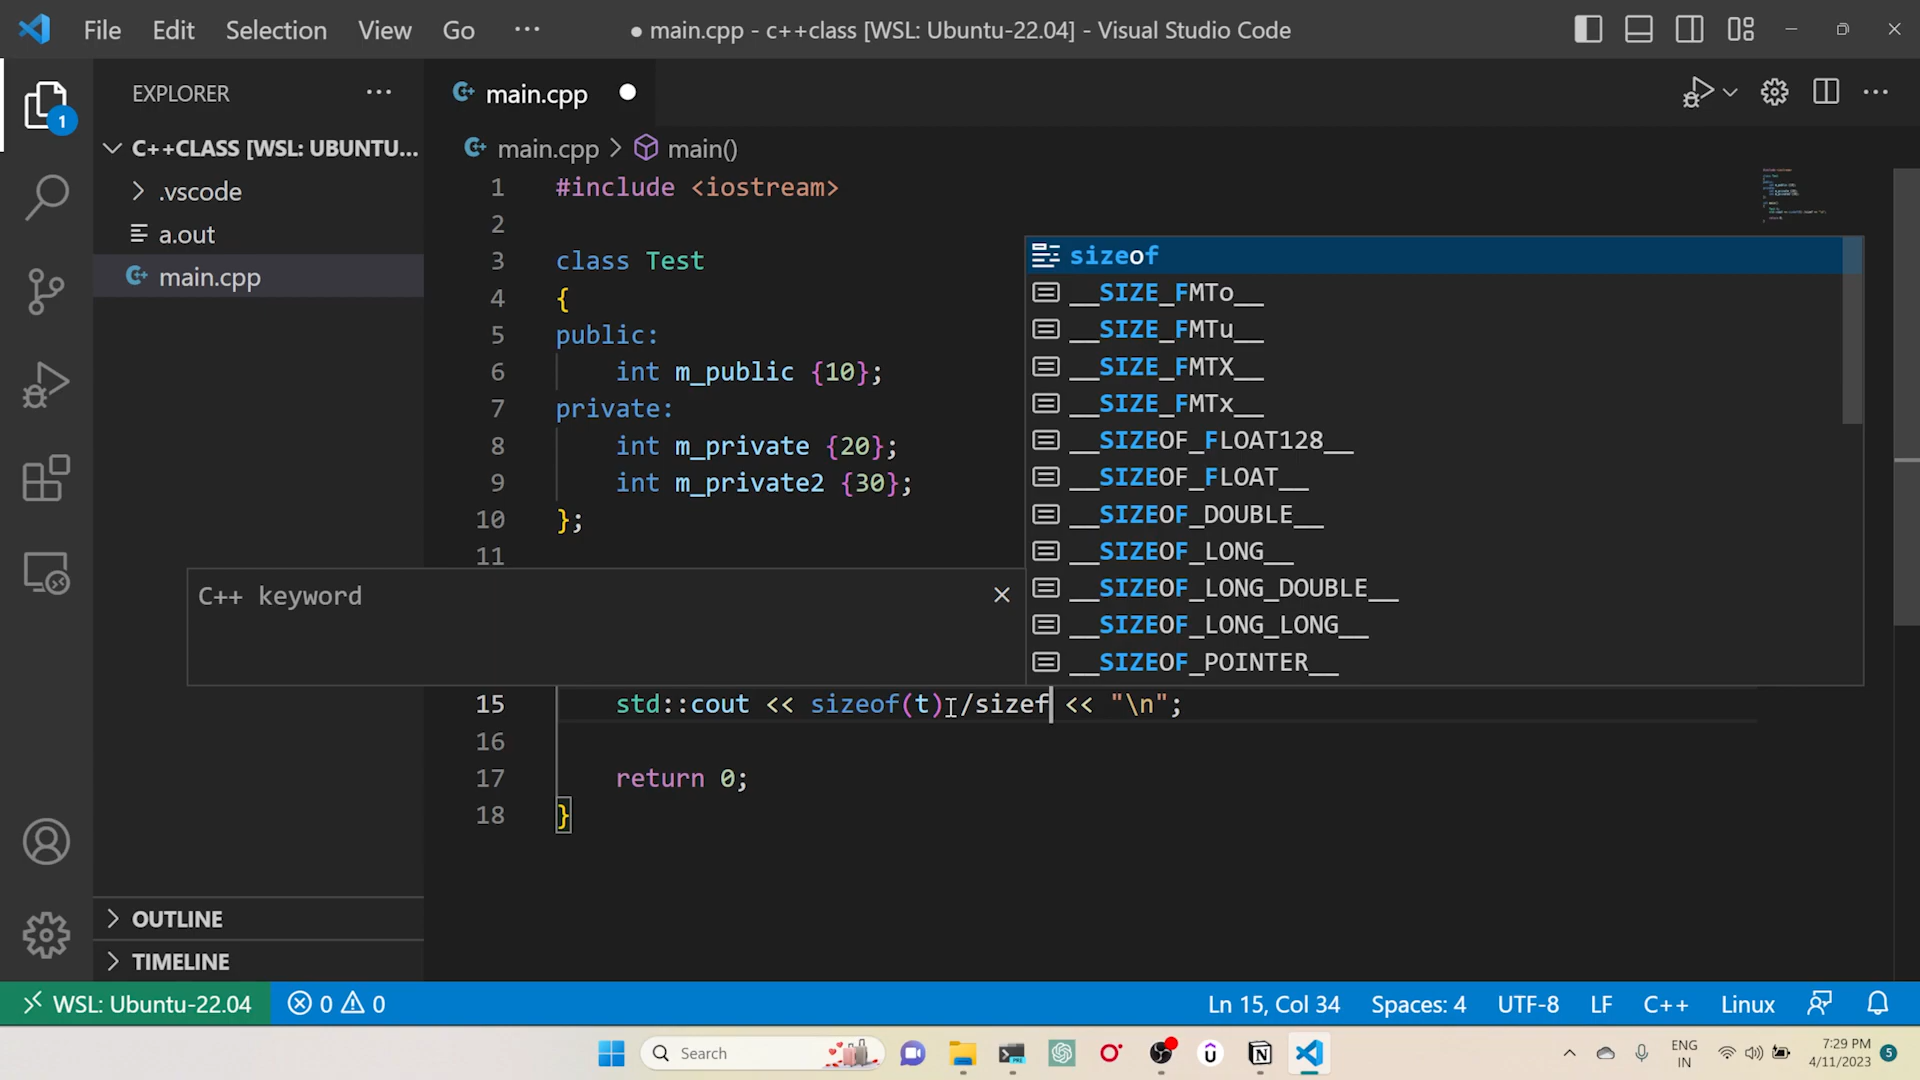 File Edit Selection View Go ···
● main.cpp - c++class [WSL: Ubuntu-22.04] - Visual Studio Code
1
EXPLORER ···
C++CLASS [WSL: UBUNTU...
.vscode
a.out
main.cpp
OUTLINE
TIMELINE
main.cpp
main.cpp > main()
1 #include <iostream>
2
3 class Test
4 {
5 public:
6 int m_public {10};
7 private:
8 int m_private {20};
9 int m_private2 {30};
10 };
11
C++ keyword
sizeof
__SIZE_FMTo__
__SIZE_FMTu__
__SIZE_FMTX__
__SIZE_FMTx__
__SIZEOF_FLOAT128__
__SIZEOF_FLOAT__
__SIZEOF_DOUBLE__
__SIZEOF_LONG__
__SIZEOF_LONG_DOUBLE__
__SIZEOF_LONG_LONG__
__SIZEOF_POINTER__
15 std::cout << sizeof(t) /sizef << "\n";
16
17 return 0;
18 }
WSL: Ubuntu-22.04 0 0 Ln 15, Col 34 Spaces: 4 UTF-8 LF C++ Linux
Search
ENG
IN
7:29 PM
4/11/2023
5